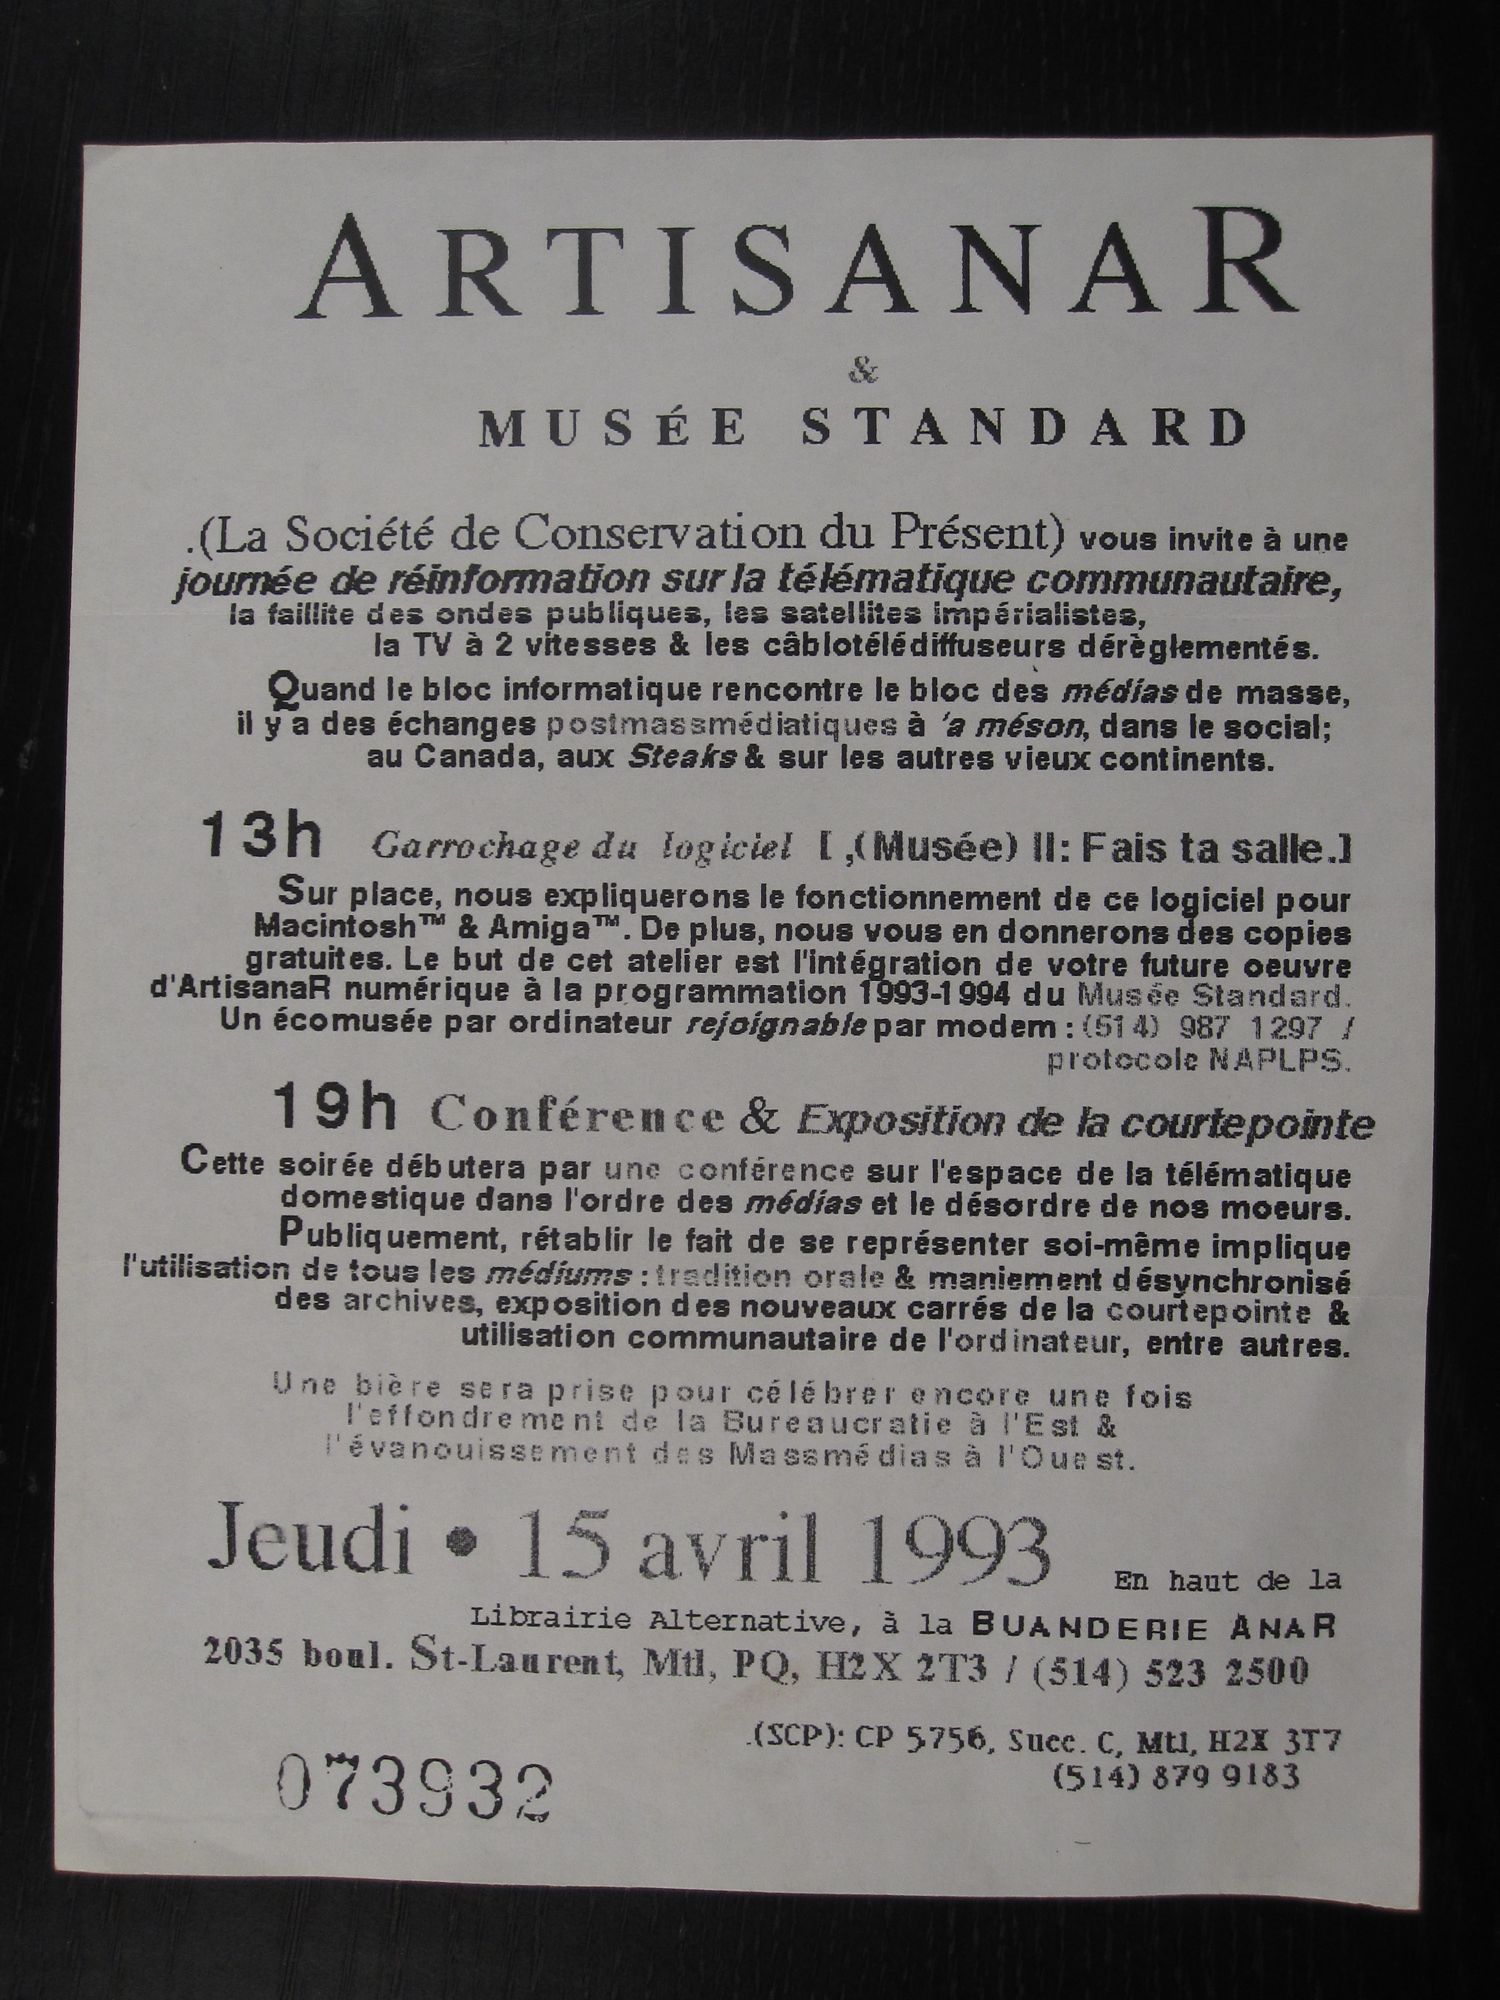 ARTISANAR
&
MUSÉE STANDARD
.(La Société de Conservation du Présent) vous invite à une
journée de réinformation sur la télématique communautaire,
la faillite des ondes publiques, les satellites impérialistes,
la TV à 2 vitesses & les câblotélédiffuseurs dérèglementés.
Quand le bloc informatique rencontre le bloc des médias de masse,
il y a des échanges postmassmédiatiques à 'a méson, dans le social;
au Canada, aux Steaks & sur les autres vieux continents.
13h Garrochage du logiciel [ ,(Musée) II: Fais ta salle.]
Sur place, nous expliquerons le fonctionnement de ce logiciel pour
Macintosh™ & Amiga™. De plus, nous vous en donnerons des copies
gratuites. Le but de cet atelier est l'intégration de votre future oeuvre
d'ArtisanaR numérique à la programmation 1993-1994 du Musée Standard.
Un écomusée par ordinateur rejoignable par modem : (514) 987 1297 /
protocole NAPLPS.
19h Conférence & Exposition de la courtepointe
Cette soirée débutera par une conférence sur l'espace de la télématique
domestique dans l'ordre des médias et le désordre de nos moeurs.
Publiquement, rétablir le fait de se représenter soi-même implique
l'utilisation de tous les médiums : tradition orale & maniement désynchronisé
des archives, exposition des nouveaux carrés de la courtepointe &
utilisation communautaire de l'ordinateur, entre autres.
Une bière sera prise pour célébrer encore une fois
l'effondrement de la Bureaucratie à l'Est &
l'évanouissement des Massmédias à l'Ouest.
Jeudi • 15 avril 1993 En haut de la
Librairie Alternative, à la BUANDERIE ANAR
2035 boul. St-Laurent, Mtl, PQ, H2X 2T3 / (514) 523 2500
.(SCP): CP 5756, Succ. C, Mtl, H2X 3T7
(514) 879 9183
073932